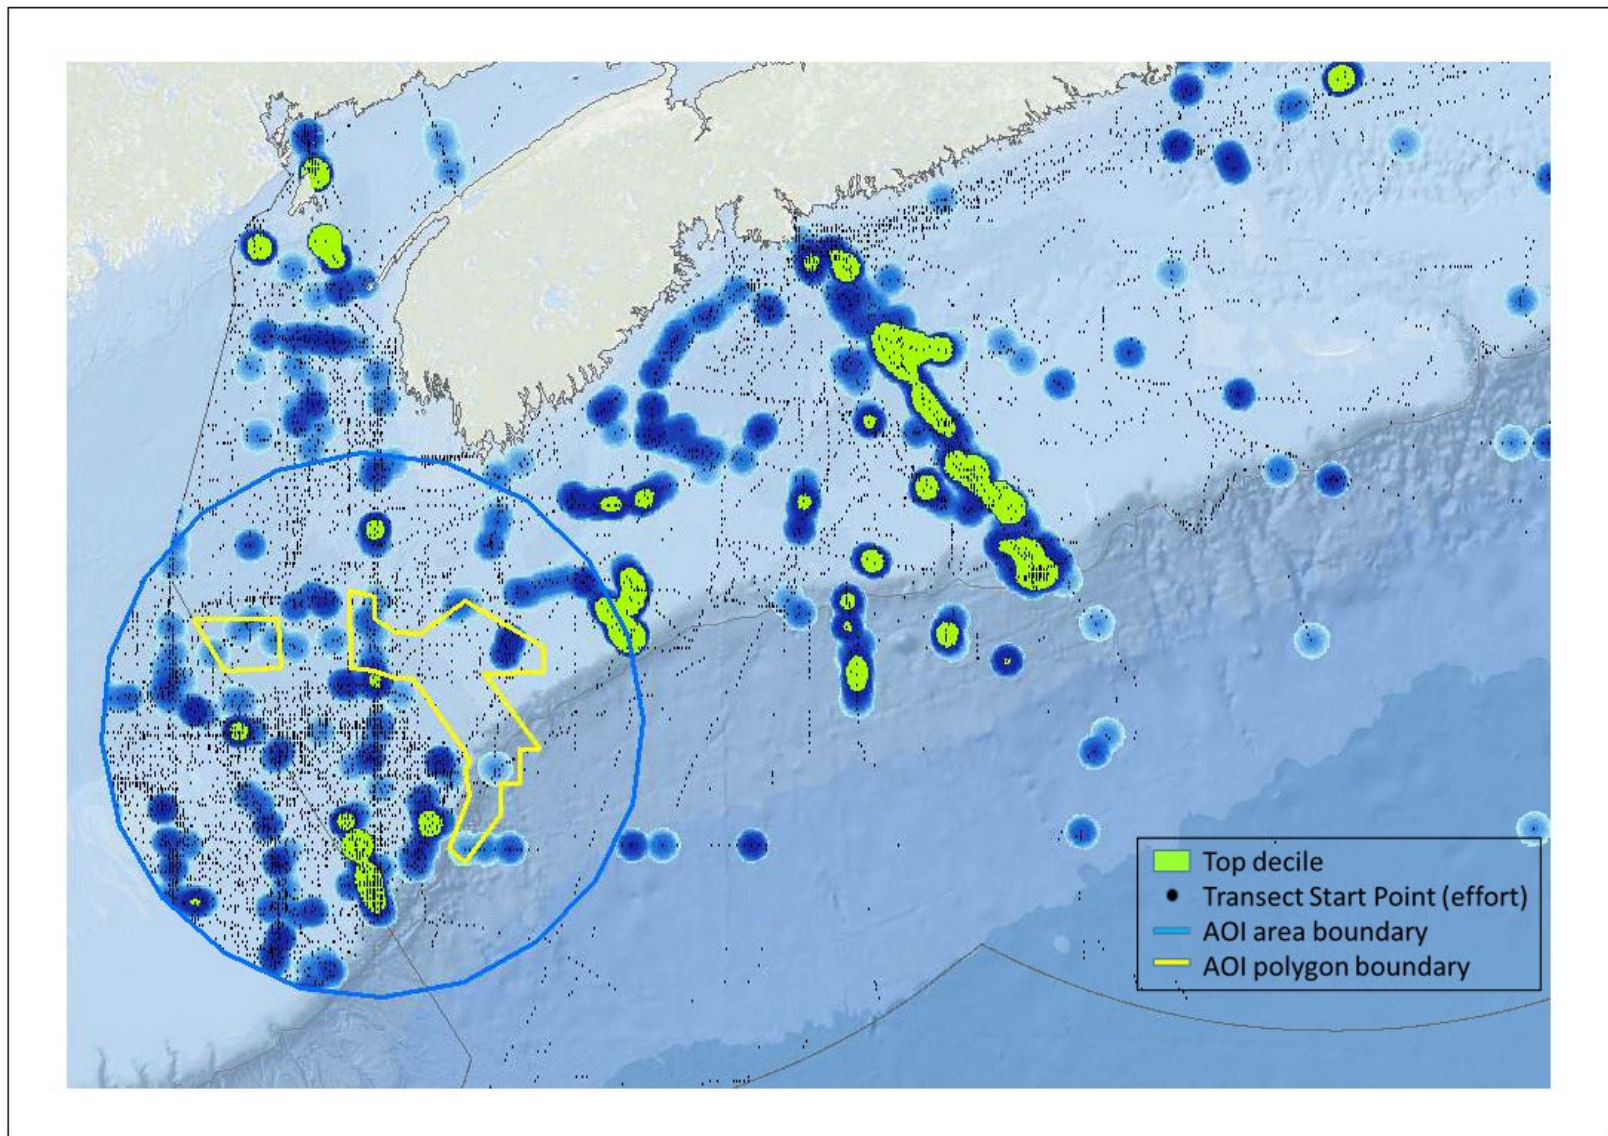 Top decile
Transect Start Point (effort)
AOI area boundary
AOI polygon boundary